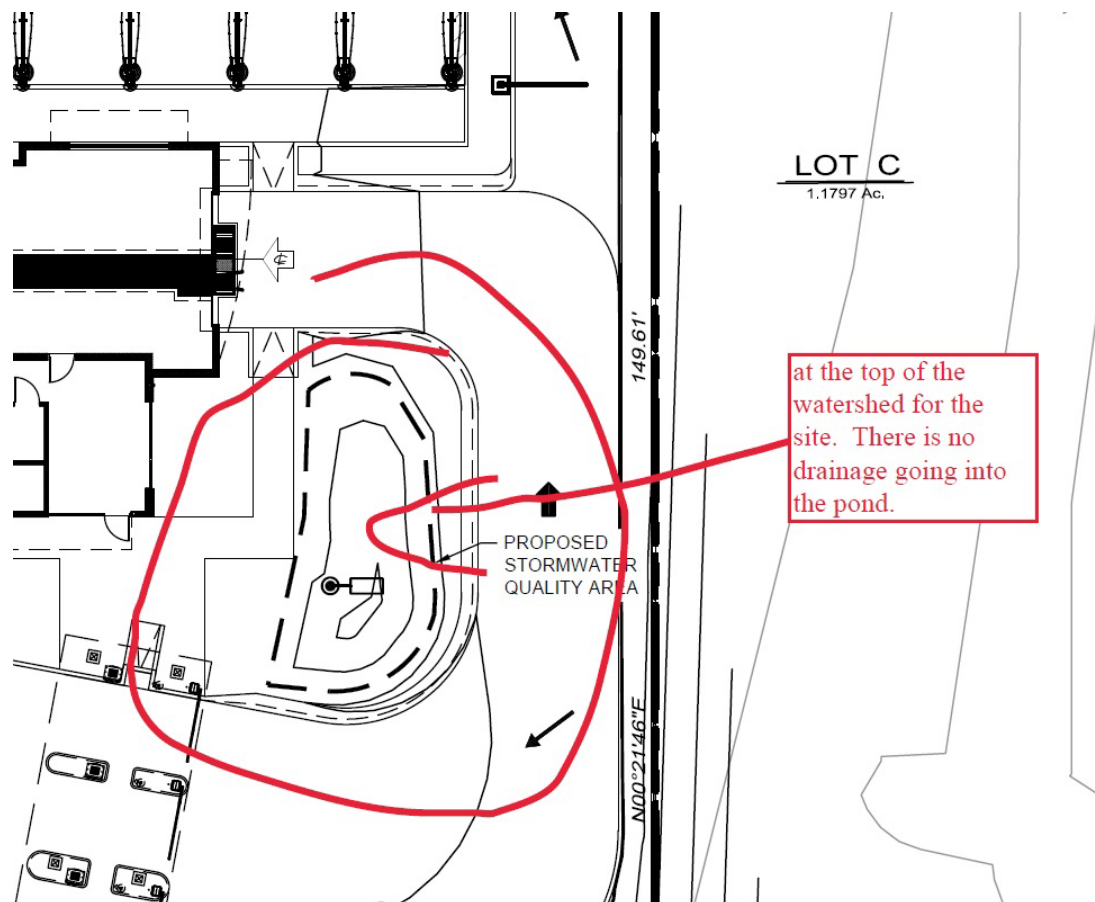 LOT C
1.1797 Ac.
149.61'
at the top of the
watershed for the
site. There is no
drainage going into
the pond.
PROPOSED
STORMWATER
QUALITY AREA
N00°21'46"E